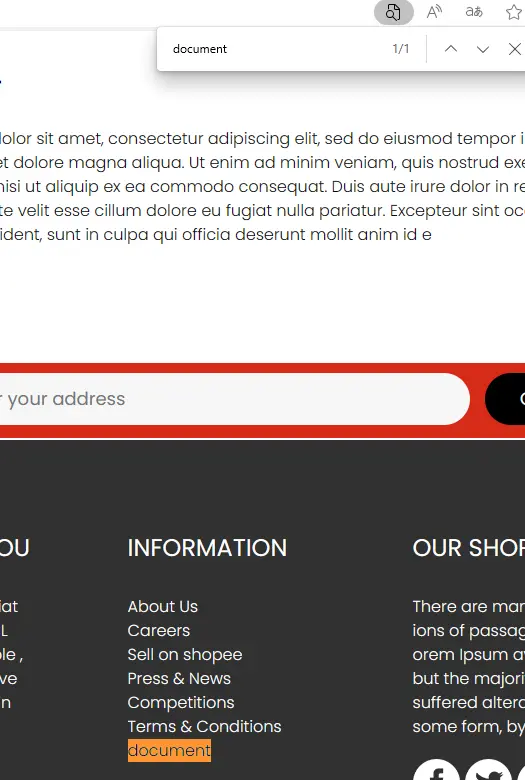 document 1/1
dolor sit amet, consectetur adipiscing elit, sed do eiusmod tempor i
et dolore magna aliqua. Ut enim ad minim veniam, quis nostrud exe
nisi ut aliquip ex ea commodo consequat. Duis aute irure dolor in re
te velit esse cillum dolore eu fugiat nulla pariatur. Excepteur sint occ
ident, sunt in culpa qui officia deserunt mollit anim id e
r your address
OU
iat
L
ple ,
ve
in
INFORMATION
About Us
Careers
Sell on shopee
Press & News
Competitions
Terms & Conditions
document
OUR SHOP
There are mar
ions of passag
orem Ipsum av
but the majori
suffered altera
some form, by